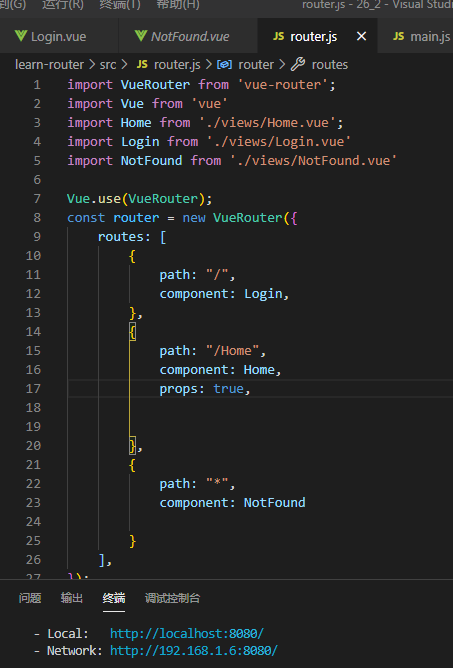 到(G) 运行(R) 终端(T) 帮助(H) router.js - 26_2 - Visual Studi
Login.vue NotFound.vue JS router.js × JS main.js
learn-router > src > JS router.js > router > routes
1 import VueRouter from 'vue-router';
2 import Vue from 'vue'
3 import Home from './views/Home.vue';
4 import Login from './views/Login.vue'
5 import NotFound from './views/NotFound.vue'
6
7 Vue.use(VueRouter);
8 const router = new VueRouter({
9 routes: [
10 {
11 path: "/",
12 component: Login,
13 },
14 {
15 path: "/Home",
16 component: Home,
17 props: true,
18
19
20 },
21 {
22 path: "*",
23 component: NotFound
24
25 }
26 ],
27 });
问题 输出 终端 调试控制台
- Local: http://localhost:8080/
- Network: http://192.168.1.6:8080/